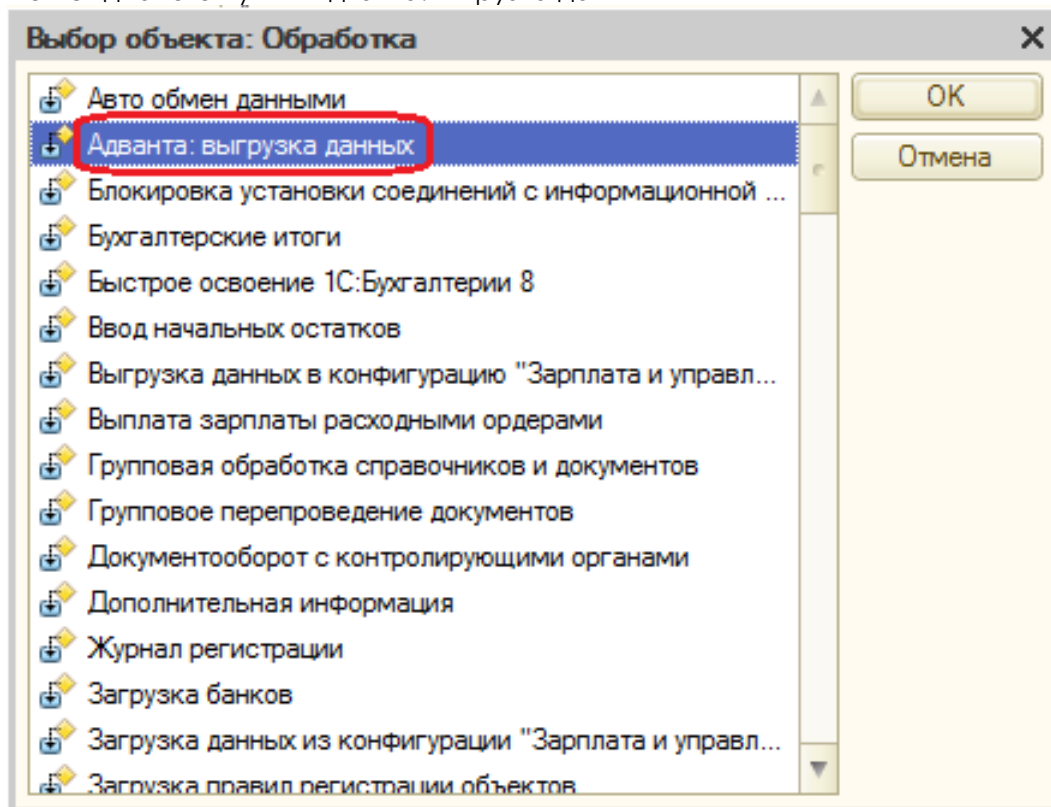 Выбор объекта: Обработка
Авто обмен данными
OK
Адванта: выгрузка данных
Отмена
Блокировка установки соединений с информационной ...
Бухгалтерские итоги
Быстрое освоение 1С:Бухгалтерии 8
Ввод начальных остатков
Выгрузка данных в конфигурацию "Зарплата и управл...
Выплата зарплаты расходными ордерами
Групповая обработка справочников и документов
Групповое перепроведение документов
Документооборот с контролирующими органами
Дополнительная информация
Журнал регистрации
Загрузка банков
Загрузка данных из конфигурации "Зарплата и управл...
Загрузка правил регистрации объектов